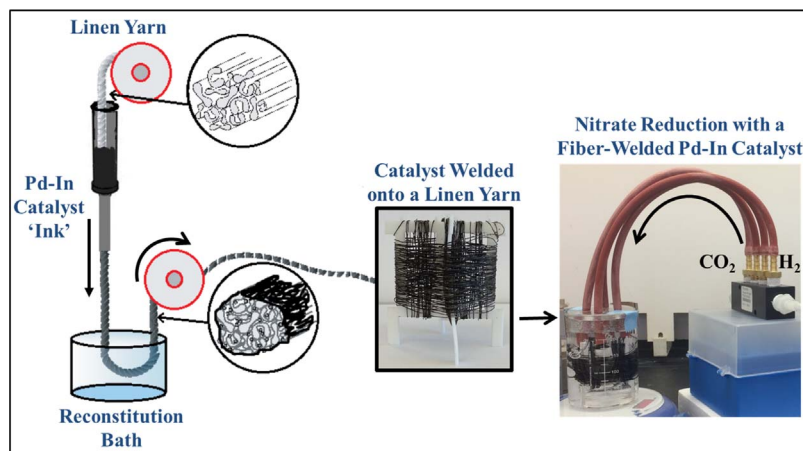 Linen Yarn
Pd-In
Catalyst
‘Ink’
Reconstitution
Bath
Catalyst Welded
onto a Linen Yarn
Nitrate Reduction with a
Fiber-Welded Pd-In Catalyst
CO₂
H₂